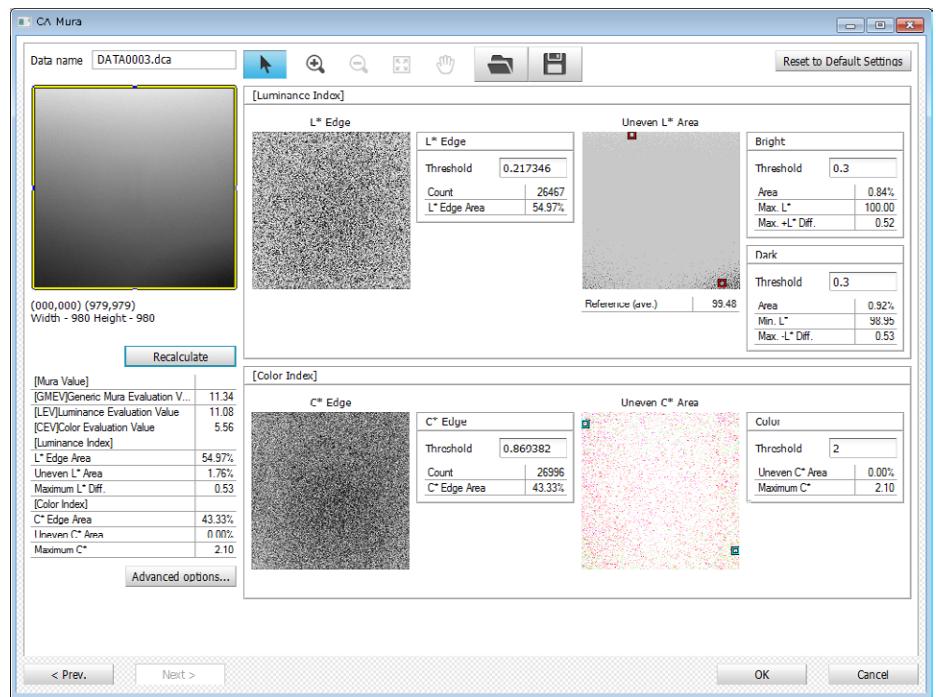 CA Mura
Data name DATA0003.dca
Reset to Default Settings
(000,000) (979,979)
Width - 980 Height - 980
Recalculate
[Mura Value]
[GMEV]Generic Mura Evaluation V... 11.34
[LEV]Luminance Evaluation Value 11.08
[CEV]Color Evaluation Value 5.56
[Luminance Index]
L* Edge Area 54.97%
Uneven L* Area 1.76%
Maximum L* Diff. 0.53
[Color Index]
C* Edge Area 43.33%
Uneven C* Area 0.00%
Maximum C* 2.10
Advanced options...
[Luminance Index]
L* Edge
L* Edge
Threshold 0.217346
Count 26467
L* Edge Area 54.97%
Uneven L* Area
Reference (ave.) 99.48
Bright
Threshold 0.3
Area 0.84%
Max. L* 100.00
Max. +L* Diff. 0.52
Dark
Threshold 0.3
Area 0.92%
Min. L* 98.95
Max. -L* Diff. 0.53
[Color Index]
C* Edge
C* Edge
Threshold 0.860382
Count 26996
C* Edge Area 43.33%
Uneven C* Area
Color
Threshold 2
Uneven C* Area 0.00%
Maximum C* 2.10
< Prev.
Next >
OK
Cancel